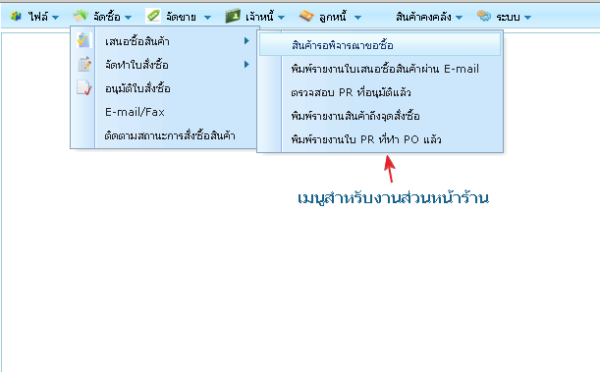 ไฟล์ จัดซื้อ จัดขาย เจ้าหนี้ ลูกหนี้ สินค้าคงคลัง ระบบ
เสนอซื้อสินค้า
จัดทำใบสั่งซื้อ
อนุมัติใบสั่งซื้อ
E-mail/Fax
ติดตามสถานะการสั่งซื้อสินค้า
สินค้ารอพิจารณาขอซื้อ
พิมพ์รายงานใบเสนอซื้อสินค้าผ่าน E-mail
ตรวจสอบ PR ที่อนุมัติแล้ว
พิมพ์รายงานสินค้าถึงจุดสั่งซื้อ
พิมพ์รายงานใบ PR ที่ทำ PO แล้ว
เมนูสำหรับงานส่วนหน้าร้าน